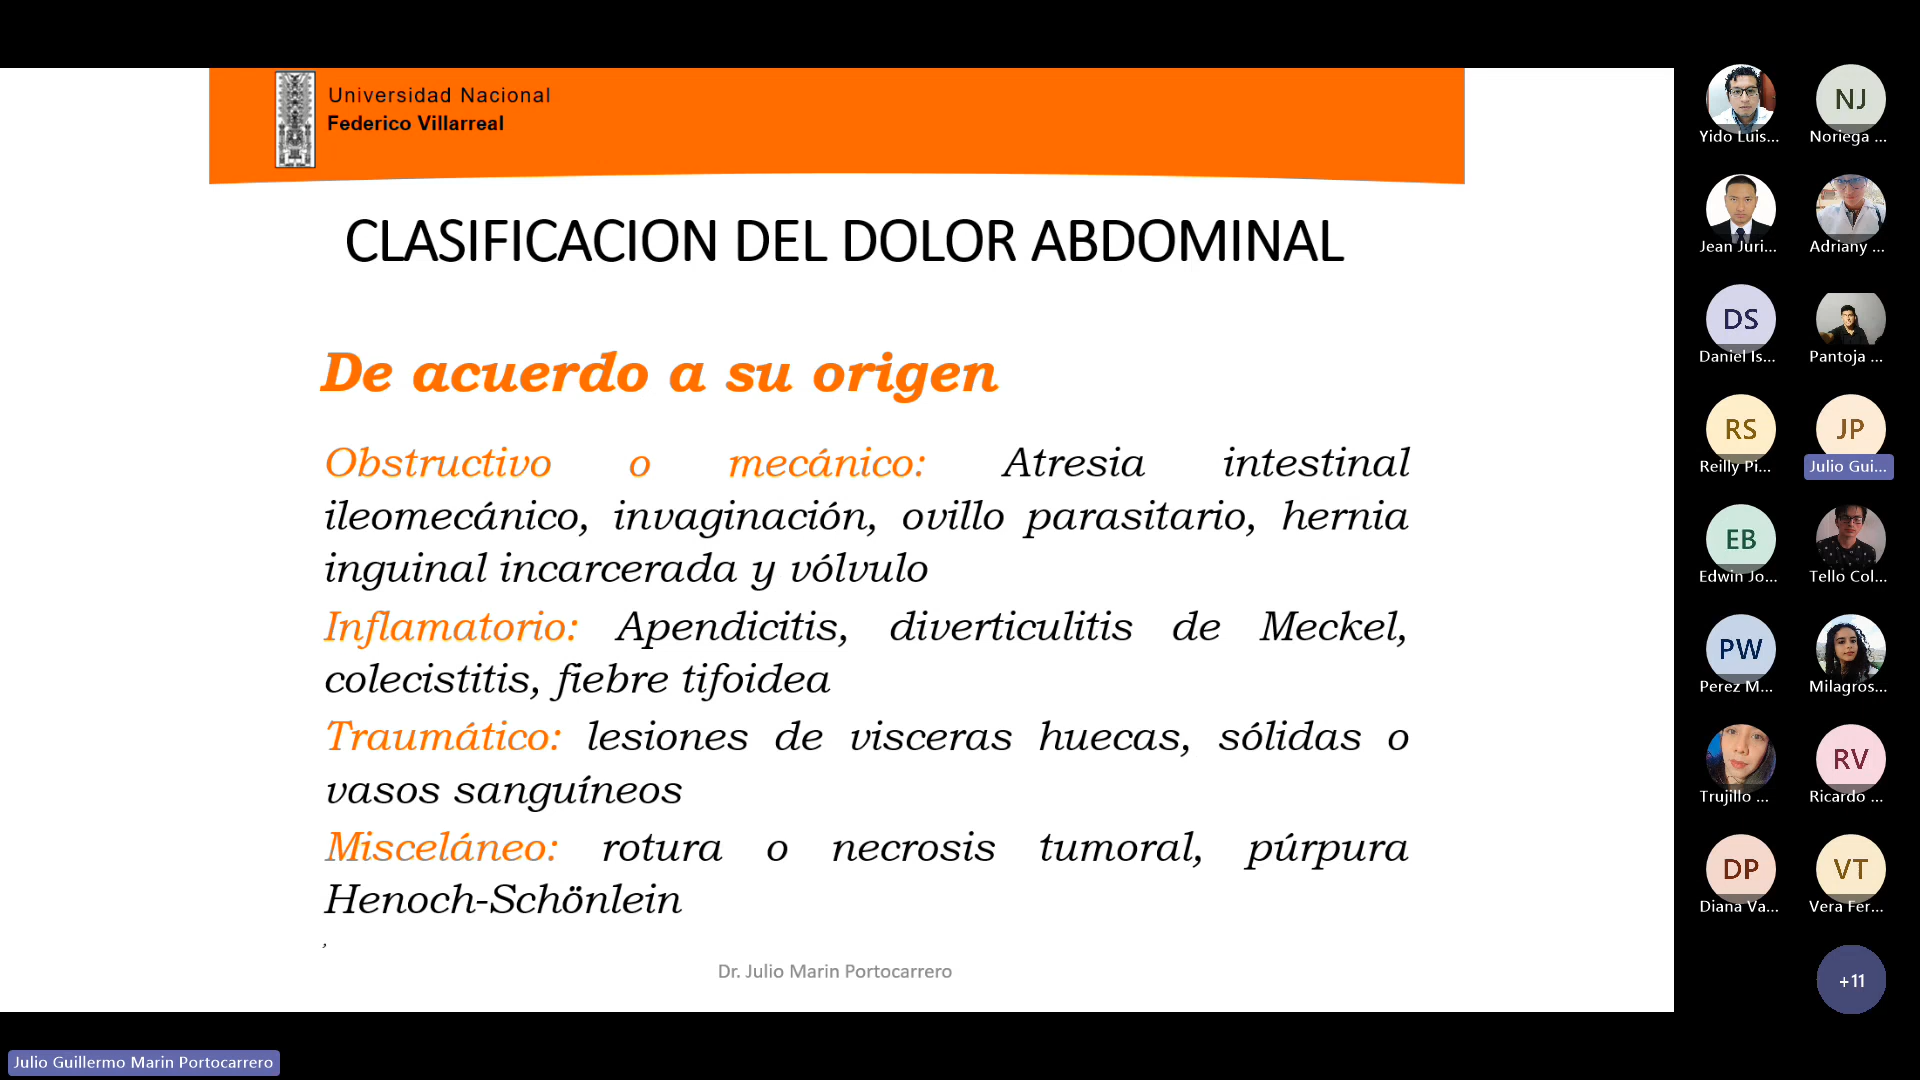 Universidad Nacional
Federico Villarreal
CLASIFICACION DEL DOLOR ABDOMINAL
De acuerdo a su origen
Obstructivo o mecánico: Atresia intestinal
ileomecánico, invaginación, ovillo parasitario, hernia
inguinal incarcerada y vólvulo
Inflamatorio: Apendicitis, diverticulitis de Meckel,
colecistitis, fiebre tifoidea
Traumático: lesiones de visceras huecas, sólidas o
vasos sanguíneos
Misceláneo: rotura o necrosis tumoral, púrpura
Henoch-Schönlein
,
Dr. Julio Marin Portocarrero
Julio Guillermo Marin Portocarrero
Yido Luis...
NJ
Noriega ...
Jean Juri...
Adriany ...
DS
Daniel Is...
Pantoja ...
RS
Reilly Pi...
JP
Julio Gui...
EB
Edwin Jo...
Tello Col...
PW
Perez M...
Milagros...
Trujillo ...
RV
Ricardo ...
DP
Diana Va...
VT
Vera Fer...
+11